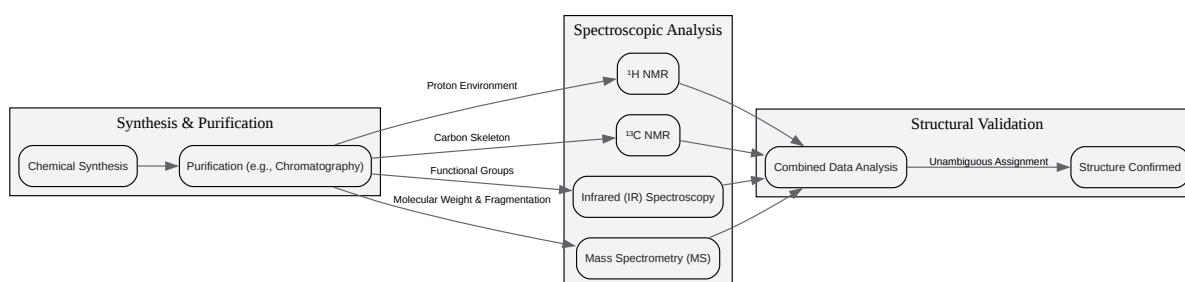 Synthesis & Purification
Chemical Synthesis
Purification (e.g., Chromatography)
Proton Environment
Carbon Skeleton
Functional Groups
Molecular Weight & Fragmentation
Spectroscopic Analysis
¹H NMR
¹³C NMR
Infrared (IR) Spectroscopy
Mass Spectrometry (MS)
Structural Validation
Combined Data Analysis
Unambiguous Assignment
Structure Confirmed